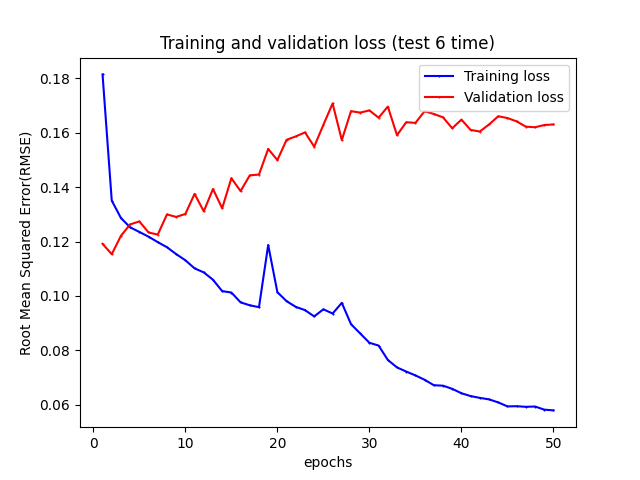 Training and validation loss (test 6 time)
Training loss
Validation loss
Root Mean Squared Error(RMSE)
0.18
0.16
0.14
0.12
0.10
0.08
0.06
0 10 20 30 40 50
epochs